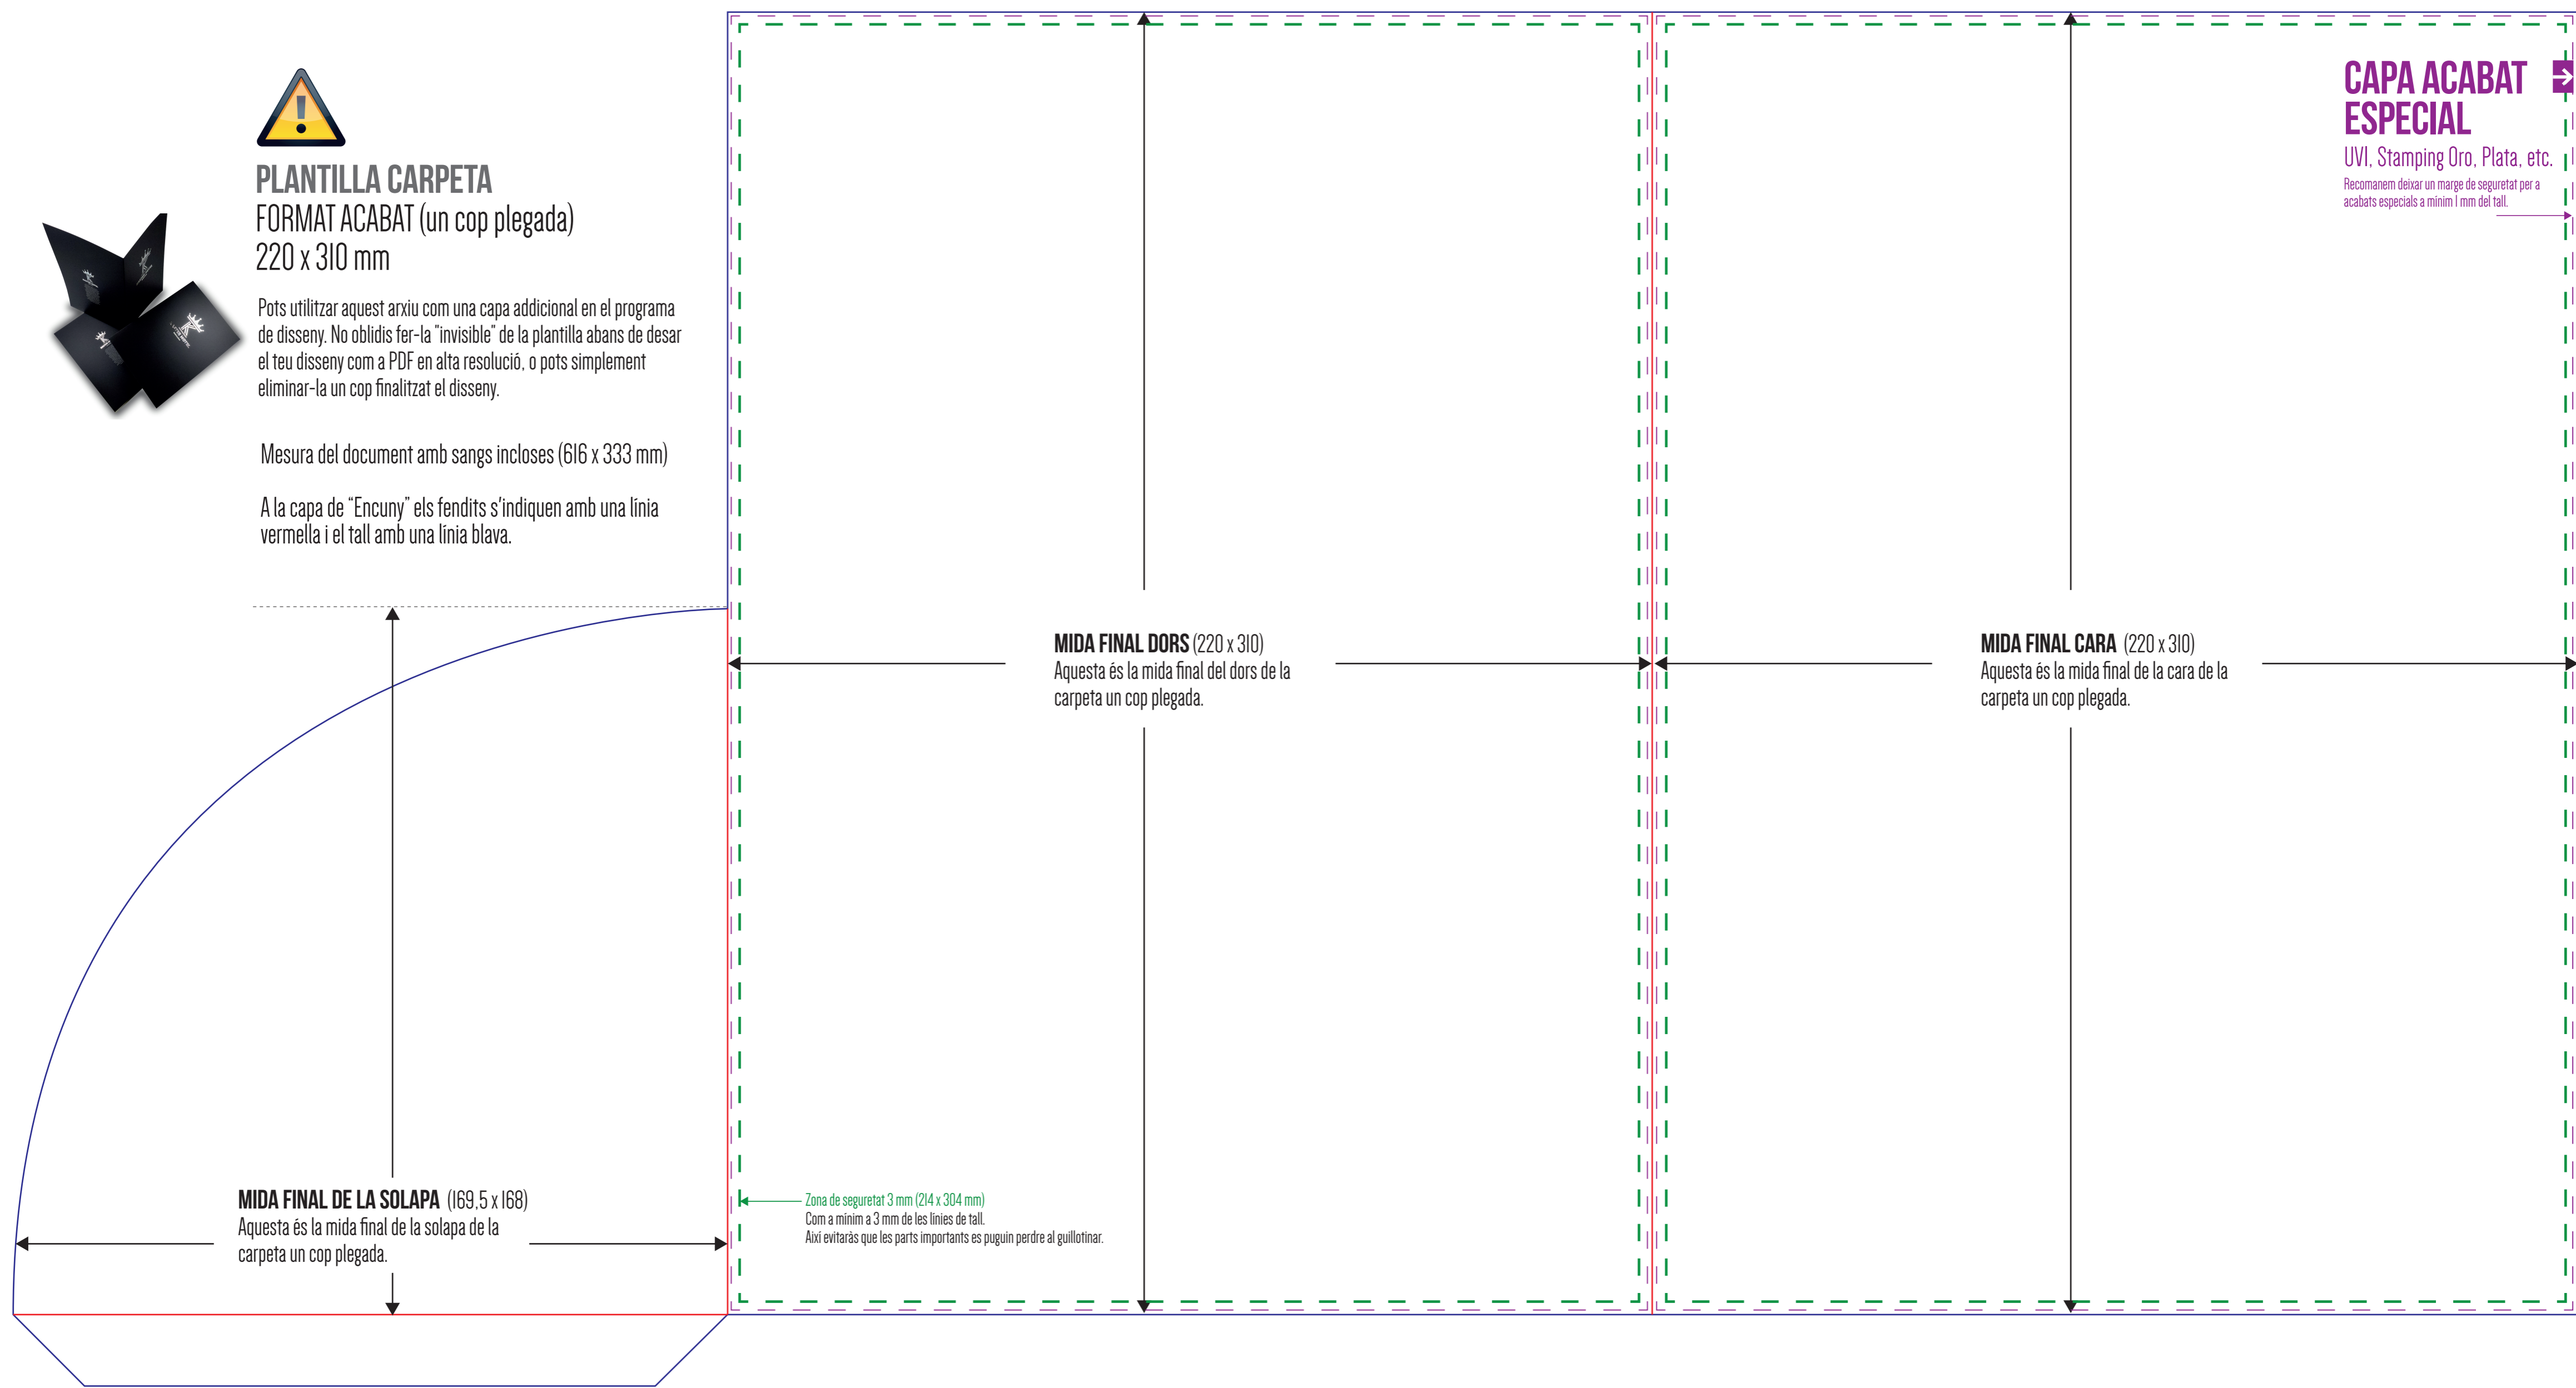 PLANTILLA CARPETA
FORMAT ACABAT (un cop plegada)
220 x 310 mm
Pots utilitzar aquest arxiu com una capa addicional en el programa
de disseny. No oblidis fer-la "invisible" de la plantilla abans de desar
el teu disseny com a PDF en alta resolució, o pots simplement
eliminar-la un cop finalitzat el disseny.
Mesura del document amb sangs incloses (616 x 333 mm)
A la capa de “Encuny” els fendits s'indiquen amb una línia
vermella i el tall amb una línia blava.
MIDA FINAL DE LA SOLAPA (169,5 x 168)
Aquesta és la mida final de la solapa de la
carpeta un cop plegada.
MIDA FINAL DORS (220 x 310)
Aquesta és la mida final del dors de la
carpeta un cop plegada.
Zona de seguretat 3 mm (214 x 304 mm)
Com a mínim a 3 mm de les línies de tall.
Així evitaràs que les parts importants es puguin perdre al guillotinar.
CAPA ACABAT
ESPECIAL
UVI, Stamping Oro, Plata, etc.
Recomanem deixar un marge de seguretat per a
acabats especials a mínim 1 mm del tall.
MIDA FINAL CARA (220 x 310)
Aquesta és la mida final de la cara de la
carpeta un cop plegada.